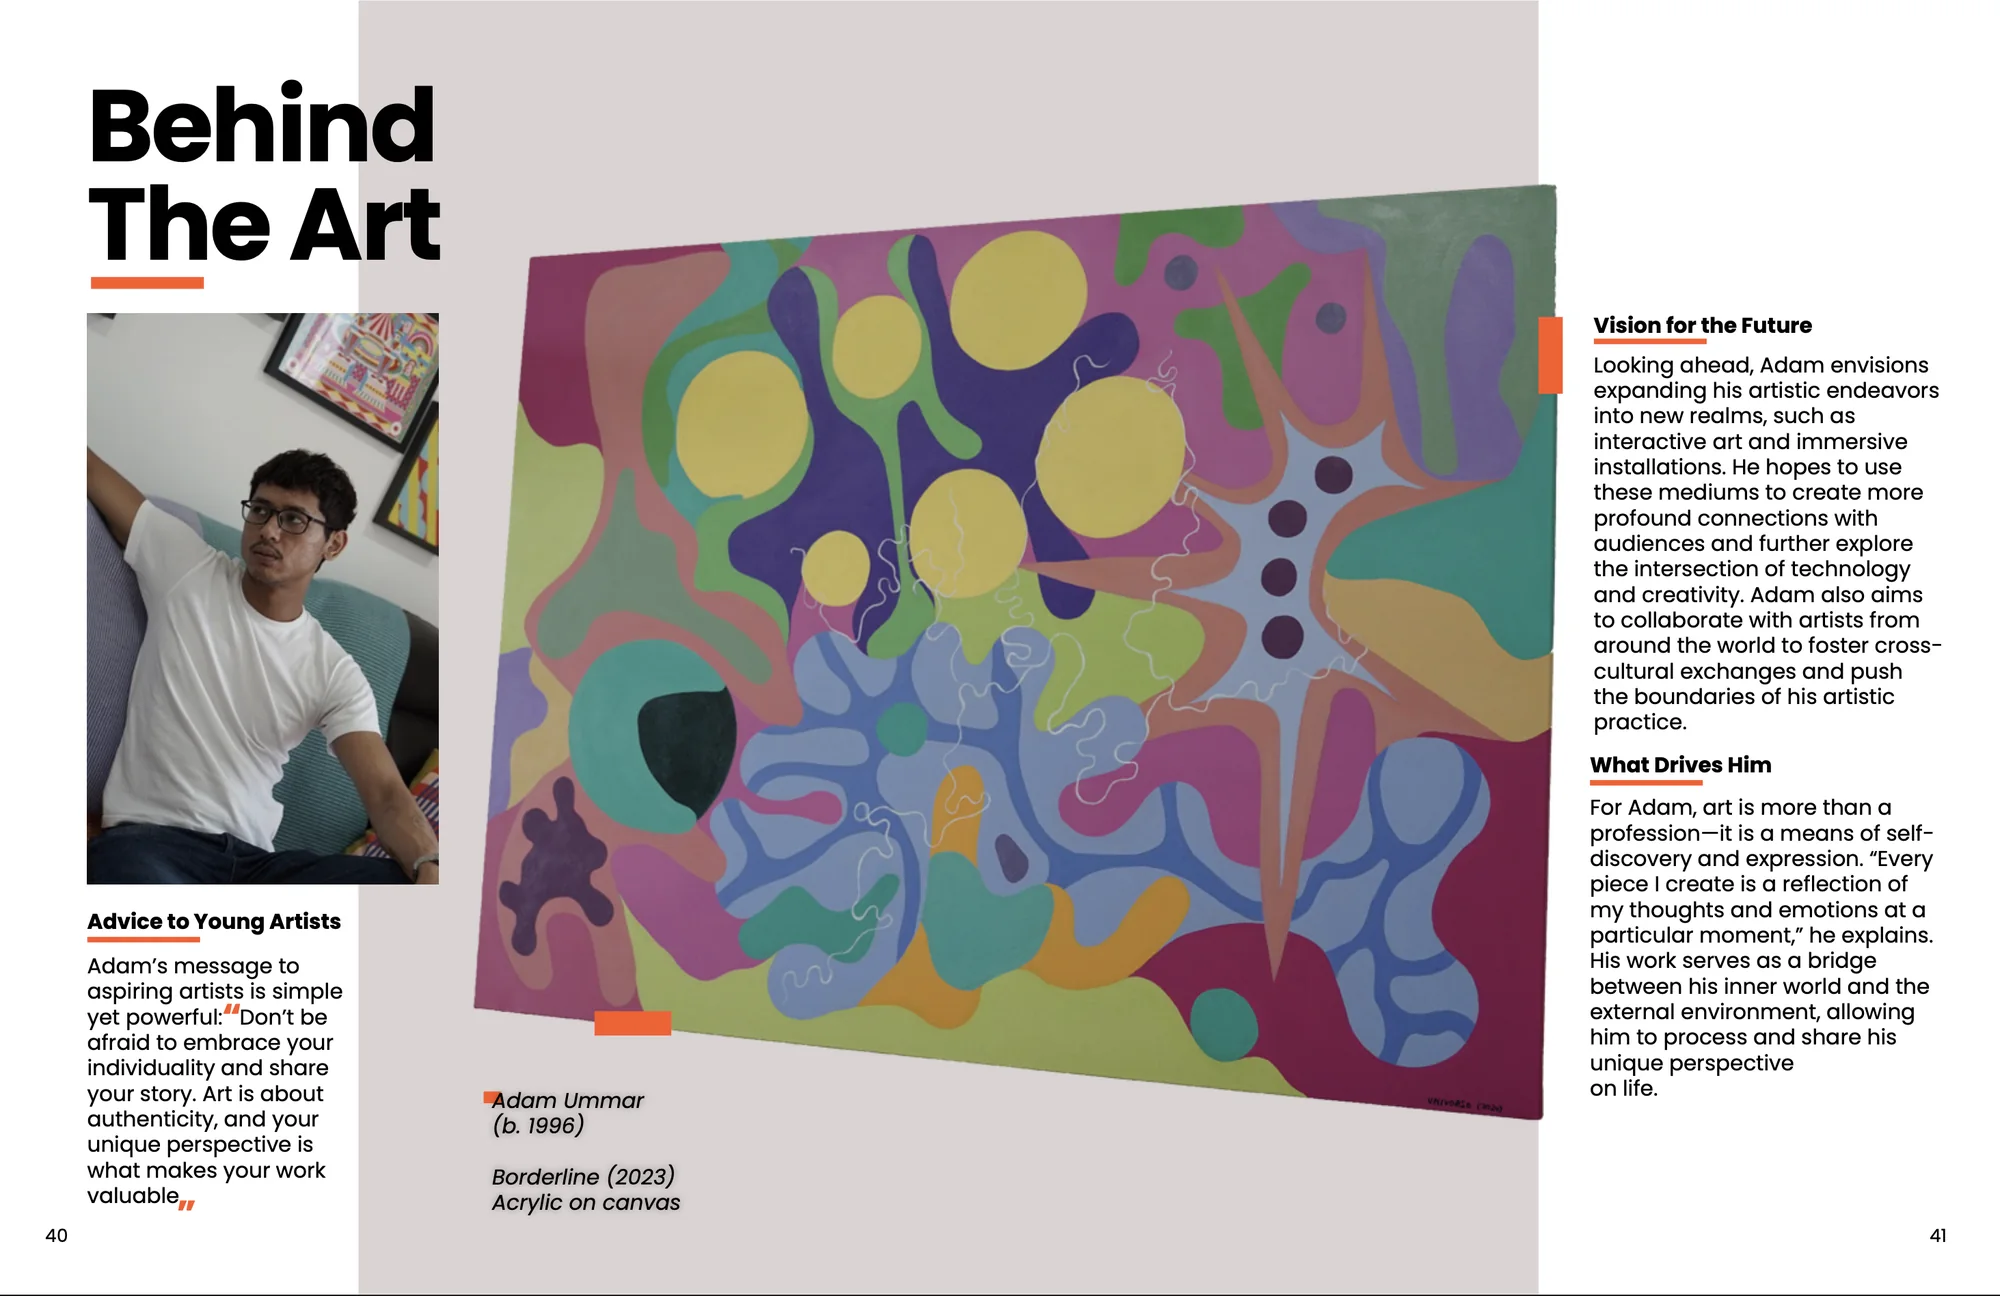 Behind
The Art
Advice to Young Artists
Adam’s message to
aspiring artists is simple
yet powerful:“Don’t be
afraid to embrace your
individuality and share
your story. Art is about
authenticity, and your
unique perspective is
what makes your work
valuable”
40
Adam Ummar
(b. 1996)
Borderline (2023)
Acrylic on canvas
Vision for the Future
Looking ahead, Adam envisions
expanding his artistic endeavors
into new realms, such as
interactive art and immersive
installations. He hopes to use
these mediums to create more
profound connections with
audiences and further explore
the intersection of technology
and creativity. Adam also aims
to collaborate with artists from
around the world to foster cross-
cultural exchanges and push
the boundaries of his artistic
practice.
What Drives Him
For Adam, art is more than a
profession—it is a means of self-
discovery and expression. “Every
piece I create is a reflection of
my thoughts and emotions at a
particular moment,” he explains.
His work serves as a bridge
between his inner world and the
external environment, allowing
him to process and share his
unique perspective
on life.
41